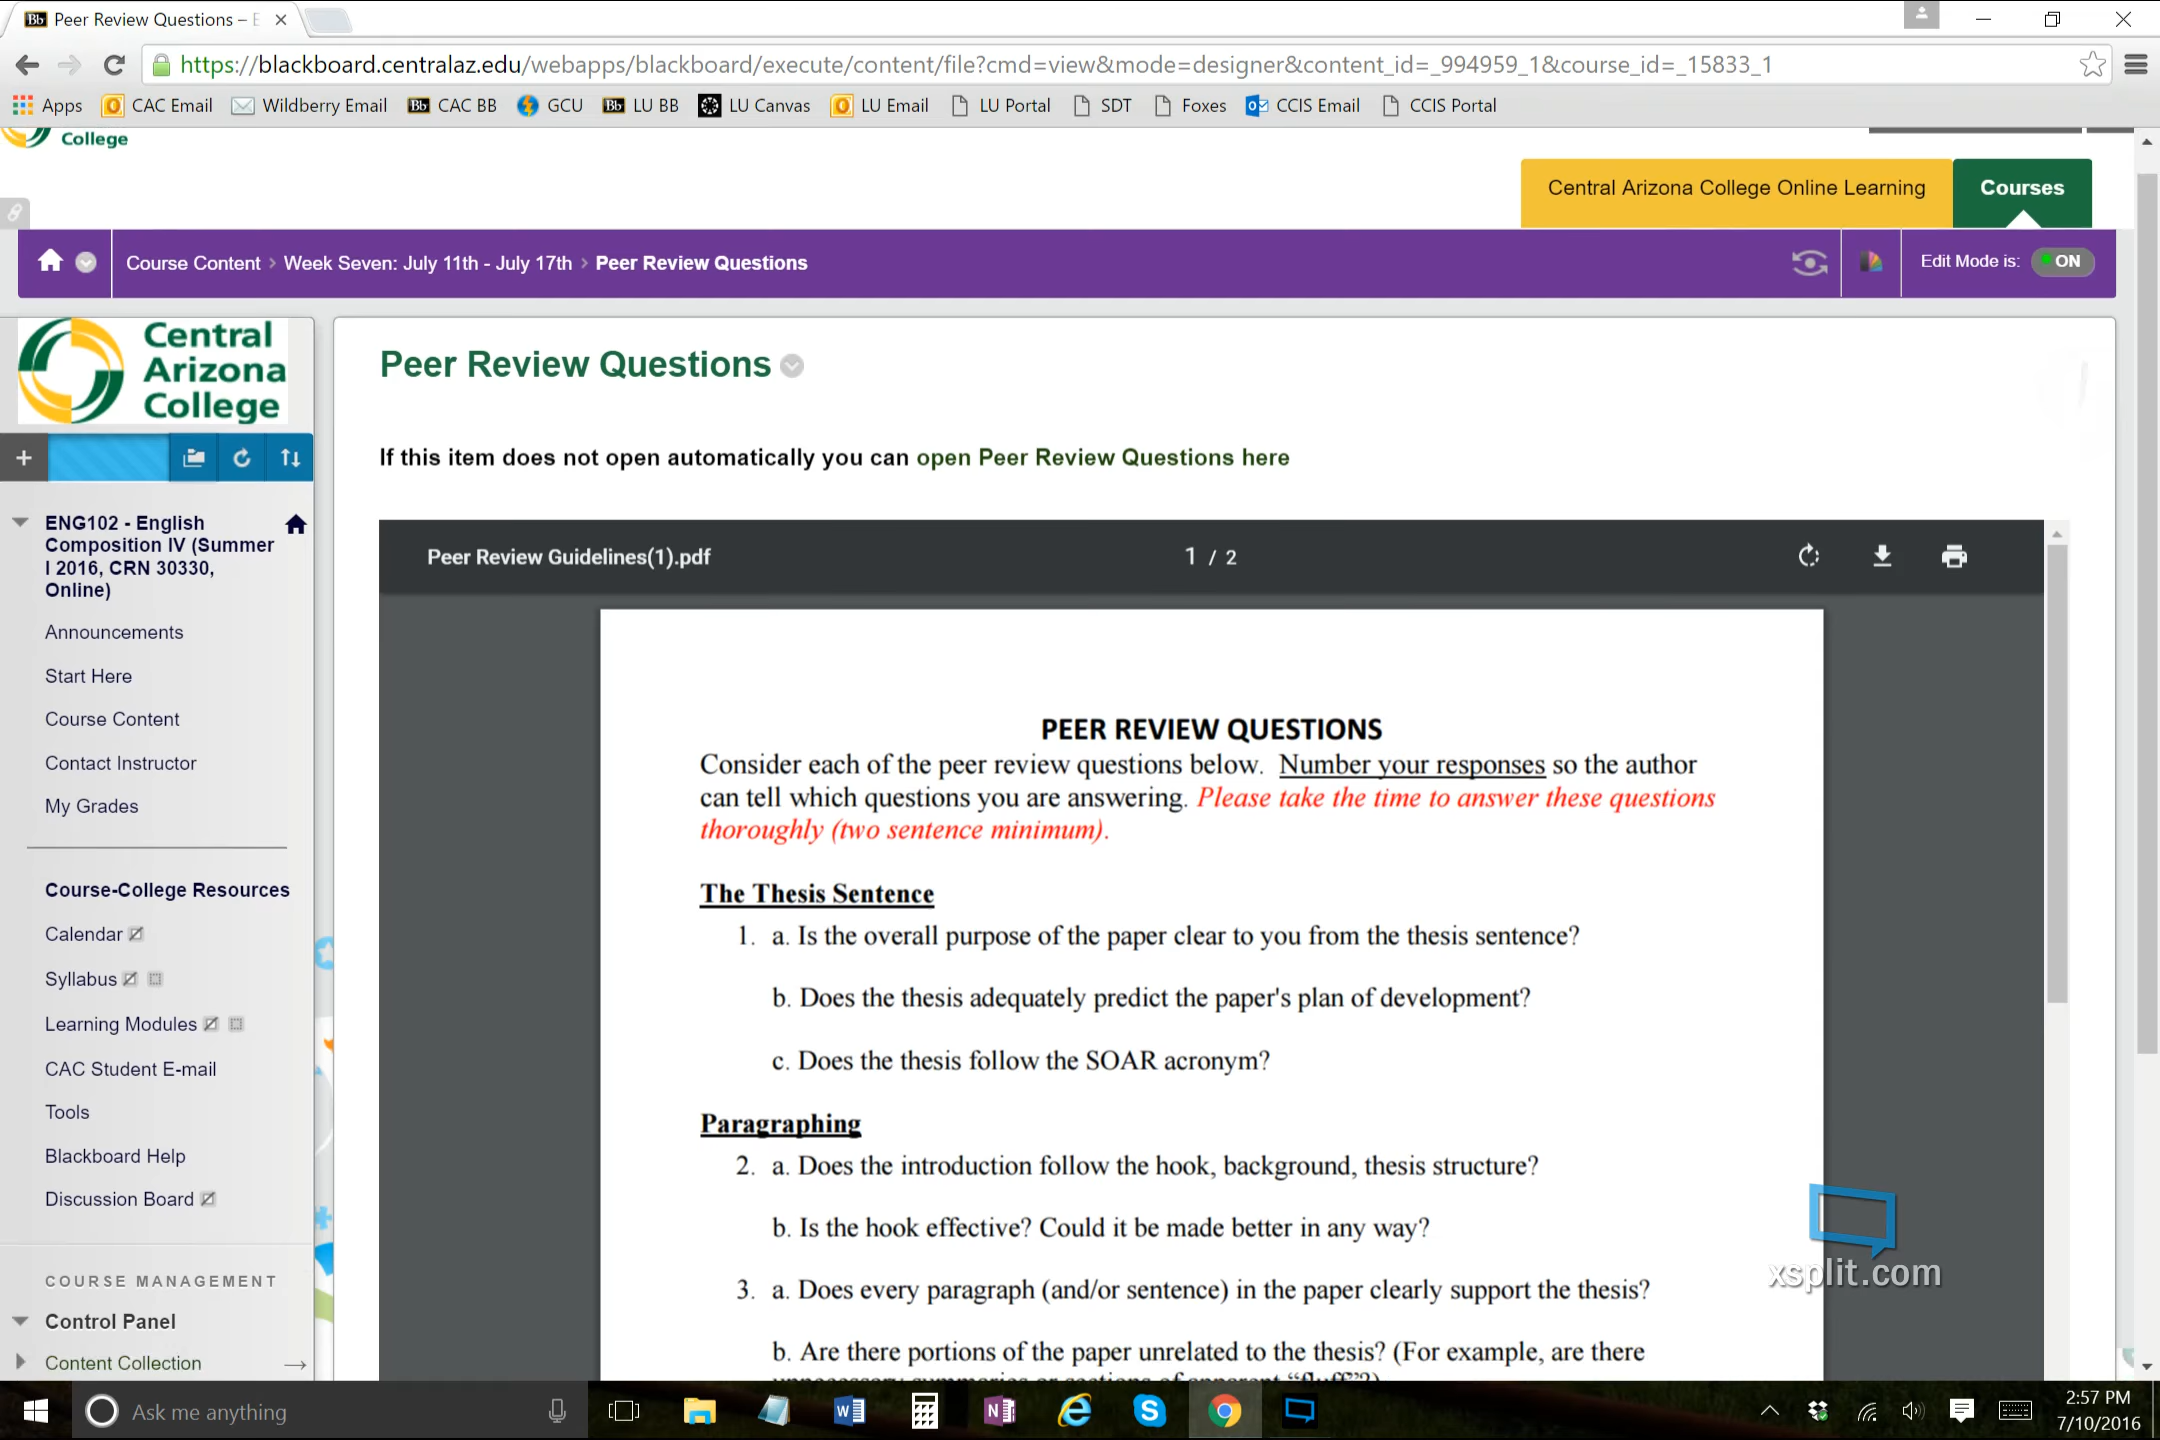 Peer Review Questions –
https://blackboard.centralaz.edu/webapps/blackboard/execute/content/file?cmd=view&mode=designer&content_id=_994959_1&course_id=_15833_1
Apps CAC Email Wildberry Email CAC BB GCU LU BB LU Canvas LU Email LU Portal SDT Foxes CCIS Email CCIS Portal
College
Central Arizona College Online Learning Courses
Course Content > Week Seven: July 11th - July 17th > Peer Review Questions Edit Mode is: ON
Central
Arizona
College
ENG102 - English
Composition IV (Summer
I 2016, CRN 30330,
Online)
Announcements
Start Here
Course Content
Contact Instructor
My Grades
Course-College Resources
Calendar
Syllabus
Learning Modules
CAC Student E-mail
Tools
Blackboard Help
Discussion Board
COURSE MANAGEMENT
Control Panel
Content Collection
Peer Review Questions
If this item does not open automatically you can open Peer Review Questions here
Peer Review Guidelines(1).pdf 1 / 2
PEER REVIEW QUESTIONS
Consider each of the peer review questions below. Number your responses so the author
can tell which questions you are answering. Please take the time to answer these questions
thoroughly (two sentence minimum).
The Thesis Sentence
1. a. Is the overall purpose of the paper clear to you from the thesis sentence?
b. Does the thesis adequately predict the paper's plan of development?
c. Does the thesis follow the SOAR acronym?
Paragraphing
2. a. Does the introduction follow the hook, background, thesis structure?
b. Is the hook effective? Could it be made better in any way?
3. a. Does every paragraph (and/or sentence) in the paper clearly support the thesis?
b. Are there portions of the paper unrelated to the thesis? (For example, are there
unnecessary summaries or sections of apparent “fluff”?)
xsplit.com
Ask me anything
2:57 PM
7/10/2016